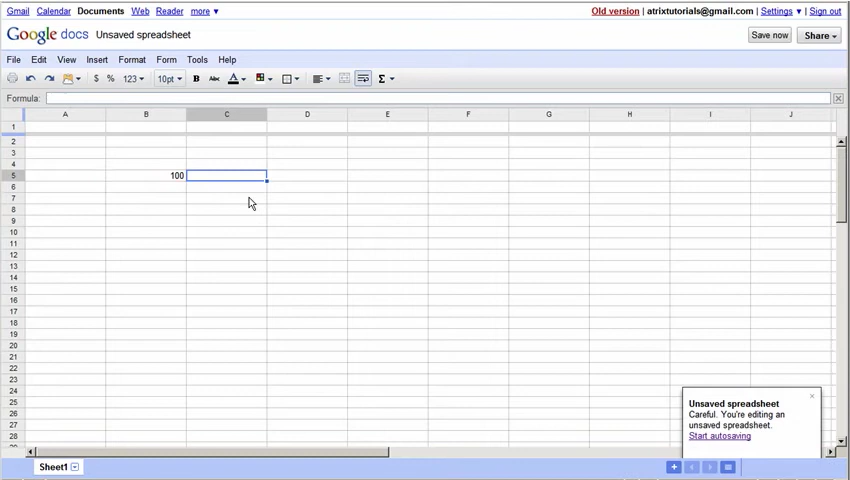 Gmail Calendar Documents Web Reader more ▼ Old version | atrixtutorials@gmail.com | Settings ▼ | Sign out
Google docs Unsaved spreadsheet Save now Share
File Edit View Insert Format Form Tools Help
$ % 123 10pt B Abc A Σ
Formula:
A B C D E F G H I J
1
2
3
4
5 100
6
7
8
9
10
11
12
13
14
15
16
17
18
19
20
21
22
23
24
25
26
27
28
Unsaved spreadsheet
Careful. You're editing an
unsaved spreadsheet.
Start autosaving
Sheet1